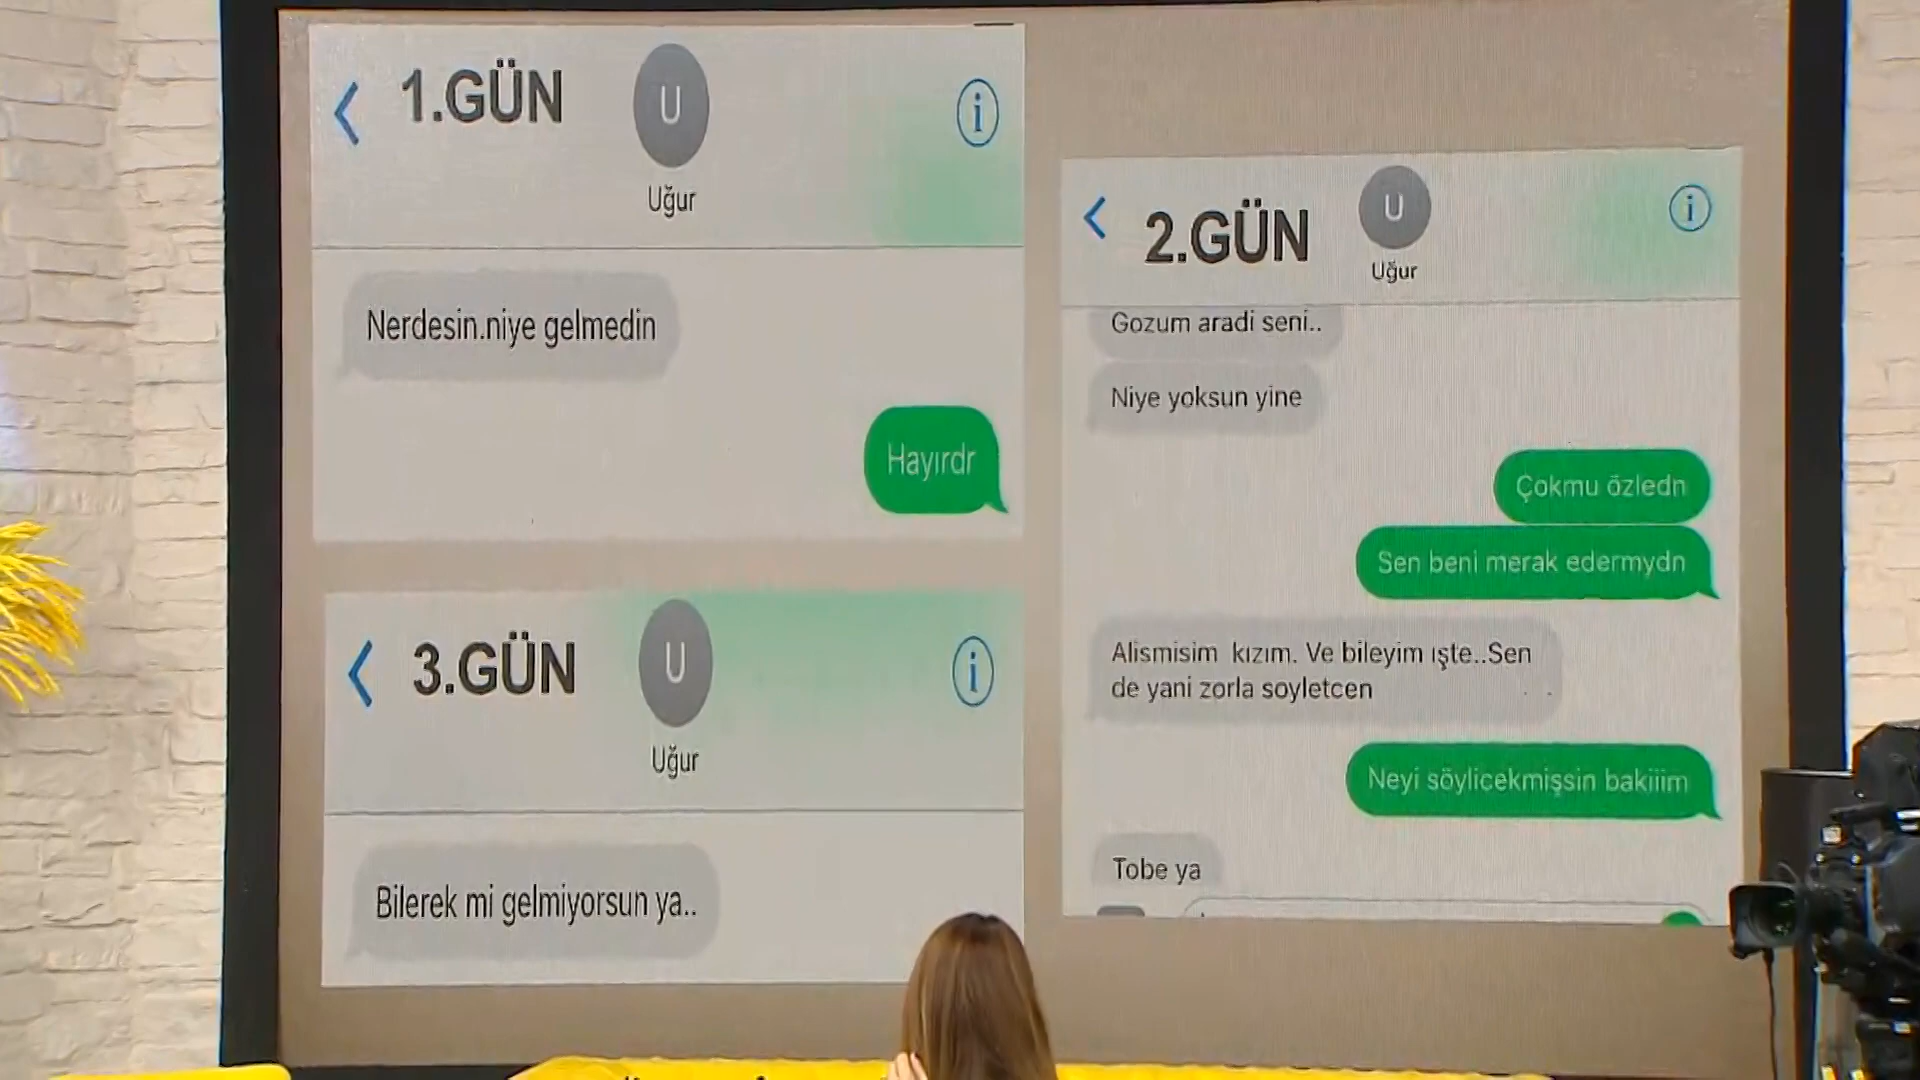 1.GÜN
U
Uğur
Nerdesin.niye gelmedin
Hayırdr
2.GÜN
U
Uğur
Gozum aradi seni..
Niye yoksun yine
Çokmu özledn
Sen beni merak edermydn
Alismisim kızım. Ve bileyim ışte..Sen
de yani zorla soyletcen
Neyi söylicekmişsin bakiiim
Tobe ya
3.GÜN
U
Uğur
Bilerek mi gelmiyorsun ya..